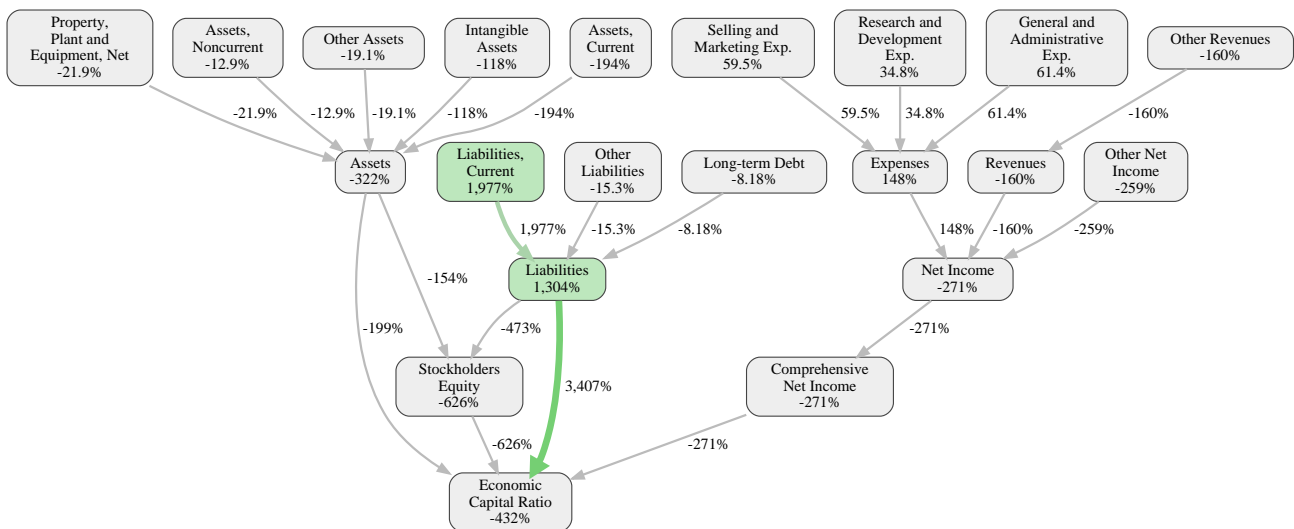 Property,
Plant and
Equipment, Net
-21.9%
Assets,
Noncurrent
-12.9%
Other Assets
-19.1%
Intangible
Assets
-118%
Assets,
Current
-194%
Selling and
Marketing Exp.
59.5%
Research and
Development
Exp.
34.8%
General and
Administrative
Exp.
61.4%
Other Revenues
-160%
-21.9%
-12.9%
-19.1%
-118%
-194%
59.5%
34.8%
61.4%
-160%
Assets
-322%
Liabilities,
Current
1,977%
Other
Liabilities
-15.3%
Long-term Debt
-8.18%
Expenses
148%
Revenues
-160%
Other Net
Income
-259%
1,977%
-15.3%
-8.18%
148%
-160%
-259%
-154%
Liabilities
1,304%
Net Income
-271%
-199%
-473%
-271%
Stockholders
Equity
-626%
3,407%
Comprehensive
Net Income
-271%
-626%
-271%
Economic
Capital Ratio
-432%